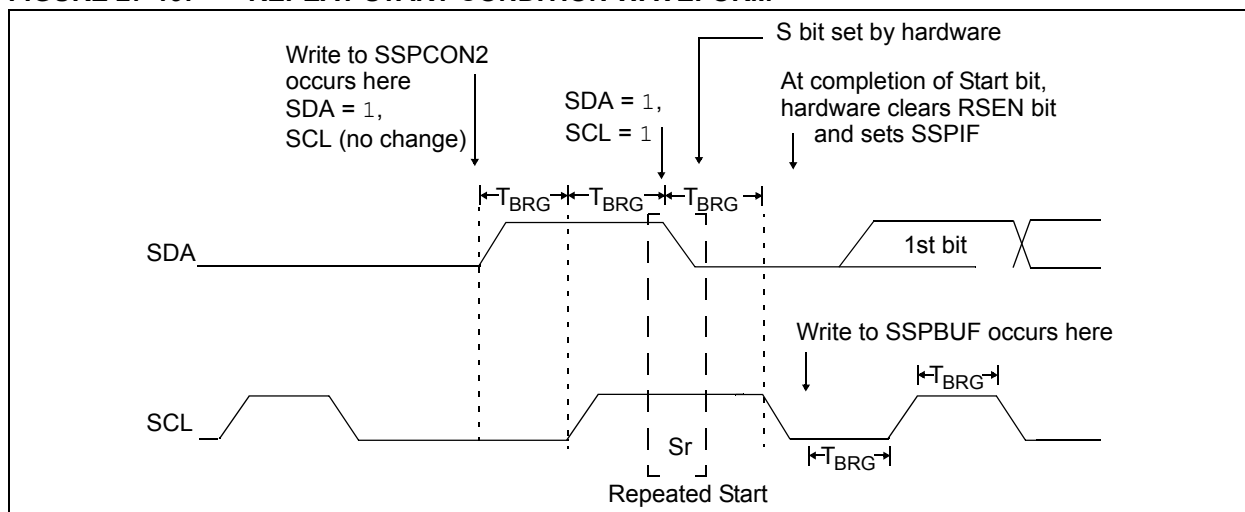 Write to SSPCON2
occurs here
SDA = 1,
SCL (no change)
S bit set by hardware
SDA = 1,
SCL = 1
At completion of Start bit,
hardware clears RSEN bit
and sets SSPIF
TBRG TBRG TBRG
SDA
1st bit
Write to SSPBUF occurs here
TBRG
SCL
Sr
TBRG
Repeated Start